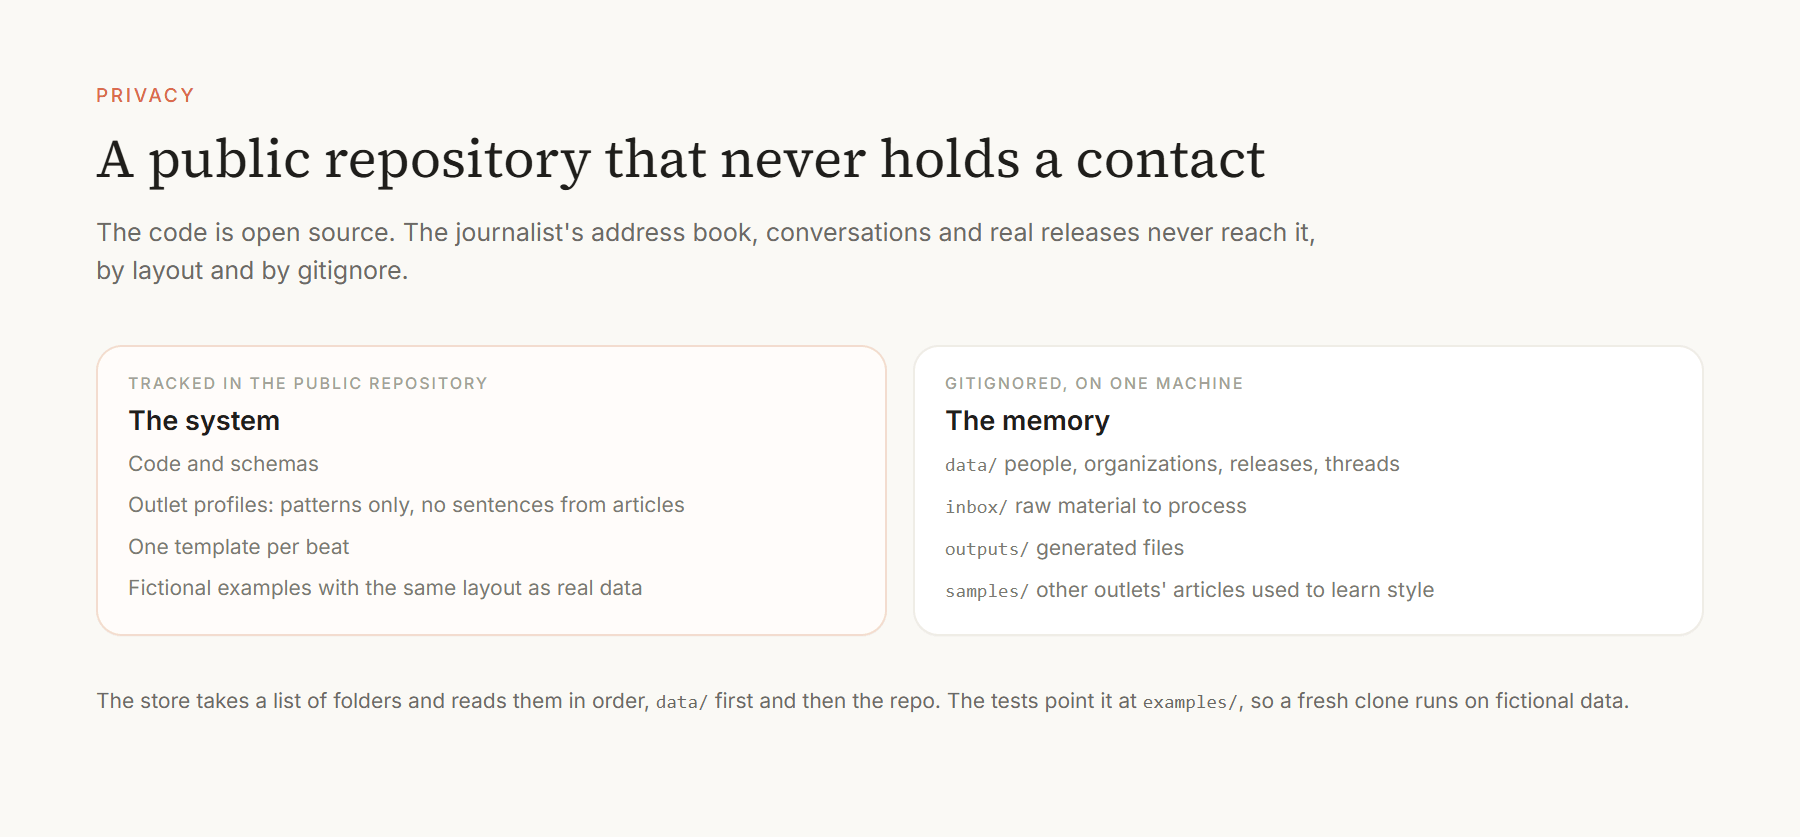 PRIVACY
A public repository that never holds a contact
The code is open source. The journalist's address book, conversations and real releases never reach it,
by layout and by gitignore.
TRACKED IN THE PUBLIC REPOSITORY
The system
Code and schemas
Outlet profiles: patterns only, no sentences from articles
One template per beat
Fictional examples with the same layout as real data
GITIGNORED, ON ONE MACHINE
The memory
data/ people, organizations, releases, threads
inbox/ raw material to process
outputs/ generated files
samples/ other outlets' articles used to learn style
The store takes a list of folders and reads them in order, data/ first and then the repo. The tests point it at examples/, so a fresh clone runs on fictional data.